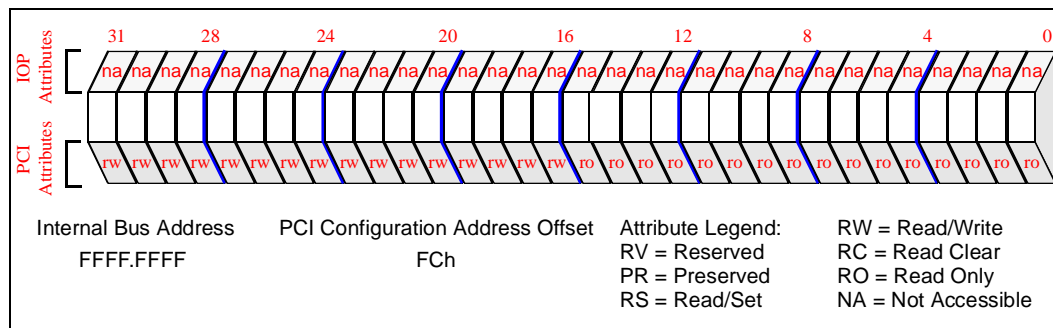 31 28 24 20 16 12 8 4 0
IOP
Attributes
na na na na na na na na na na na na na na na na na na na na na na na na na na na na na na na na
PCI
Attributes
rw rw rw rw rw rw rw rw rw rw rw rw rw rw rw rw ro ro ro ro ro ro ro ro ro ro ro ro ro ro ro ro
Internal Bus Address
FFFF.FFFF
PCI Configuration Address Offset
FCh
Attribute Legend:
RV = Reserved
PR = Preserved
RS = Read/Set
RW = Read/Write
RC = Read Clear
RO = Read Only
NA = Not Accessible